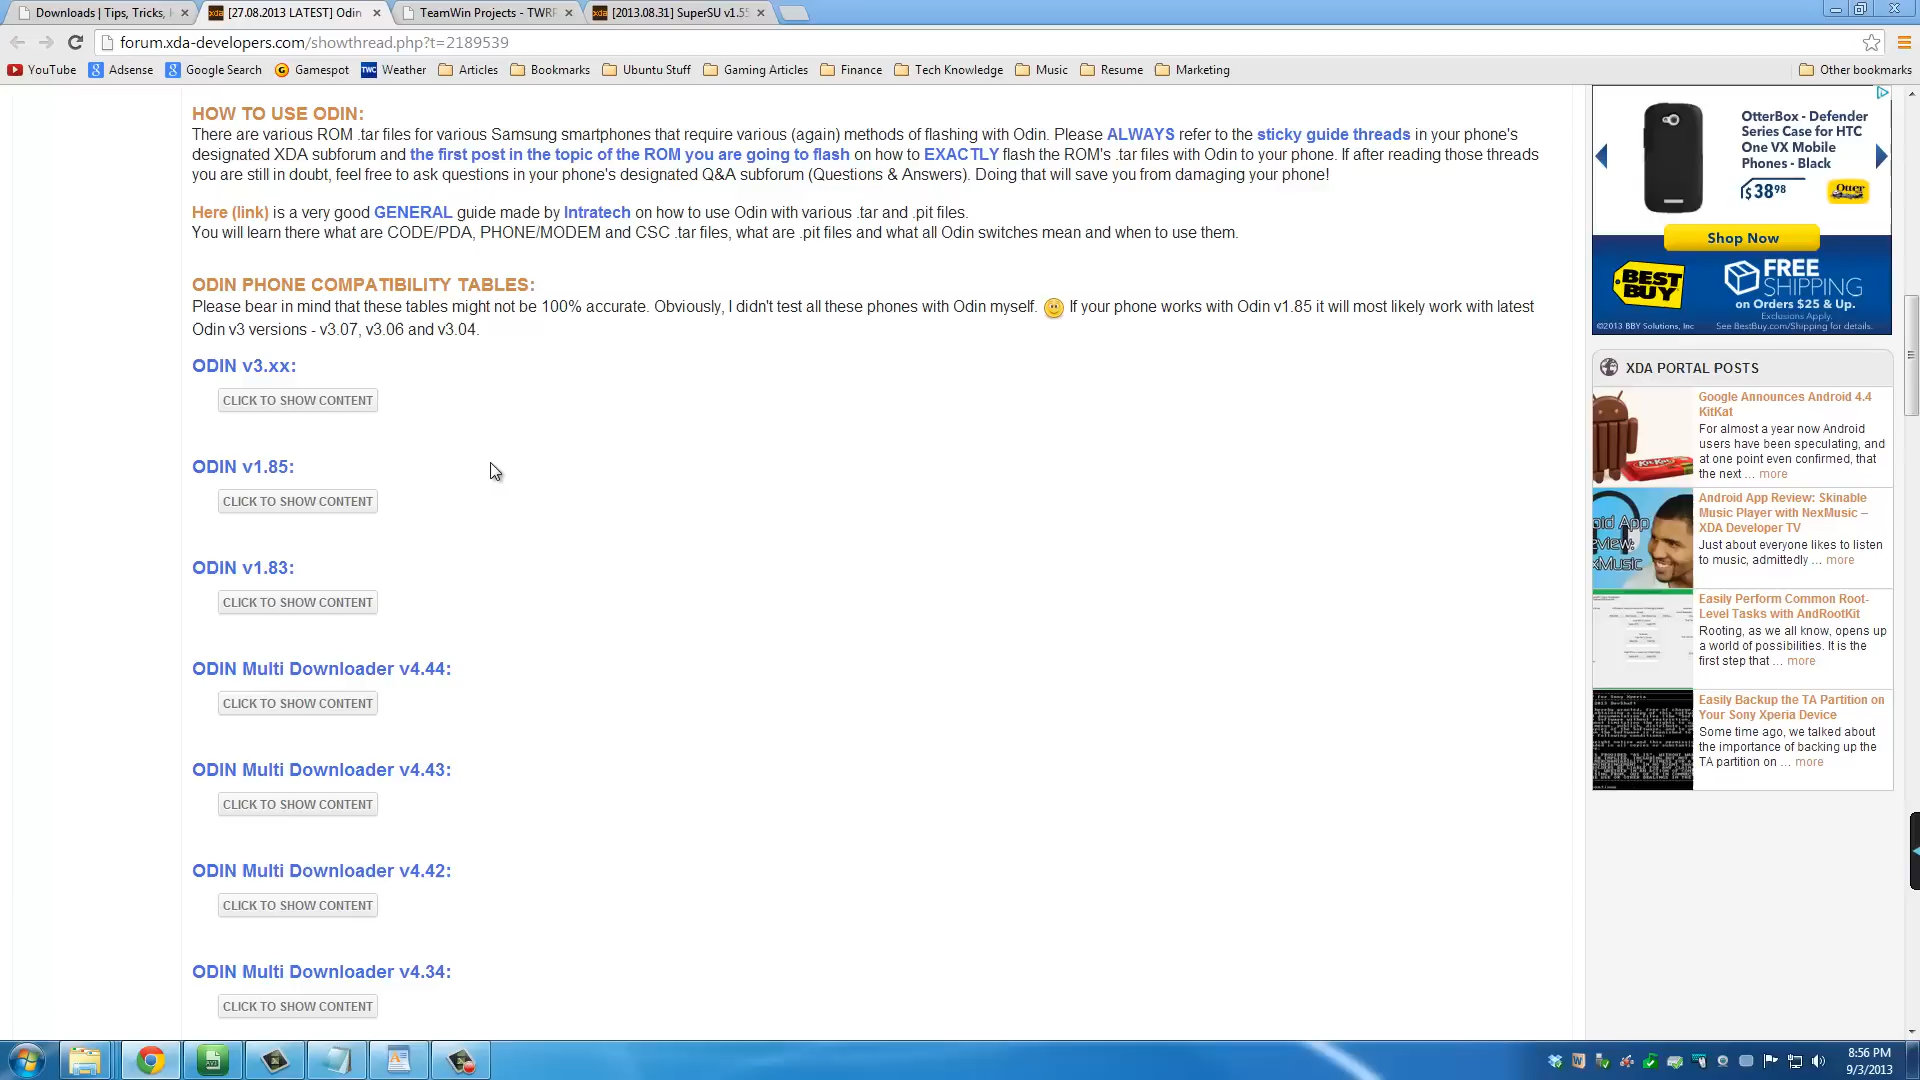 Downloads | Tips, Tricks,
[27.08.2013 LATEST] Odin
TeamWin Projects - TWRP
[2013.08.31] SuperSU v1.55
forum.xda-developers.com/showthread.php?t=2189539
YouTube
Adsense
Google Search
Gamespot
TWC Weather
Articles
Bookmarks
Ubuntu Stuff
Gaming Articles
Finance
Tech Knowledge
Music
Resume
Marketing
Other bookmarks
HOW TO USE ODIN:
There are various ROM .tar files for various Samsung smartphones that require various (again) methods of flashing with Odin. Please ALWAYS refer to the sticky guide threads in your phone's
designated XDA subforum and the first post in the topic of the ROM you are going to flash on how to EXACTLY flash the ROM's .tar files with Odin to your phone. If after reading those threads
you are still in doubt, feel free to ask questions in your phone's designated Q&A subforum (Questions & Answers). Doing that will save you from damaging your phone!
Here (link) is a very good GENERAL guide made by Intratech on how to use Odin with various .tar and .pit files.
You will learn there what are CODE/PDA, PHONE/MODEM and CSC .tar files, what are .pit files and what all Odin switches mean and when to use them.
ODIN PHONE COMPATIBILITY TABLES:
Please bear in mind that these tables might not be 100% accurate. Obviously, I didn't test all these phones with Odin myself. If your phone works with Odin v1.85 it will most likely work with latest
Odin v3 versions - v3.07, v3.06 and v3.04.
ODIN v3.xx:
CLICK TO SHOW CONTENT
ODIN v1.85:
CLICK TO SHOW CONTENT
ODIN v1.83:
CLICK TO SHOW CONTENT
ODIN Multi Downloader v4.44:
CLICK TO SHOW CONTENT
ODIN Multi Downloader v4.43:
CLICK TO SHOW CONTENT
ODIN Multi Downloader v4.42:
CLICK TO SHOW CONTENT
ODIN Multi Downloader v4.34:
CLICK TO SHOW CONTENT
OtterBox - Defender
Series Case for HTC
One VX Mobile
Phones - Black
$38.98
Otter
Shop Now
BEST BUY
FREE
SHIPPING
on Orders $25 & Up.
Exclusions Apply.
©2013 BBY Solutions, Inc
See BestBuy.com/Shipping for details.
XDA PORTAL POSTS
Google Announces Android 4.4
KitKat
For almost a year now Android
users have been speculating, and
at one point even confirmed, that
the next ... more
Android App Review: Skinable
Music Player with NexMusic –
XDA Developer TV
Just about everyone likes to listen
to music, admittedly ... more
Easily Perform Common Root-
Level Tasks with AndRootKit
Rooting, as we all know, opens up
a world of possibilities. It is the
first step that ... more
Easily Backup the TA Partition on
Your Sony Xperia Device
Some time ago, we talked about
the importance of backing up the
TA partition on ... more
8:56 PM
9/3/2013